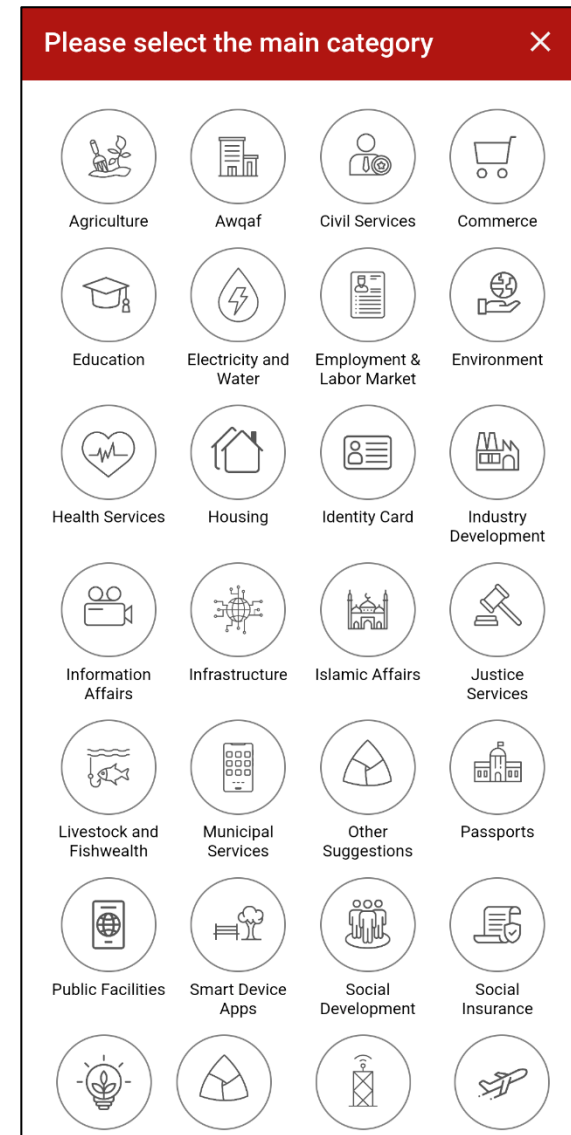 Please select the main category
Agriculture
Awqaf
Civil Services
Commerce
Education
Electricity and
Water
Employment &
Labor Market
Environment
Health Services
Housing
Identity Card
Industry
Development
Information
Affairs
Infrastructure
Islamic Affairs
Justice
Services
Livestock and
Fishwealth
Municipal
Services
Other
Suggestions
Passports
Public Facilities
Smart Device
Apps
Social
Development
Social
Insurance